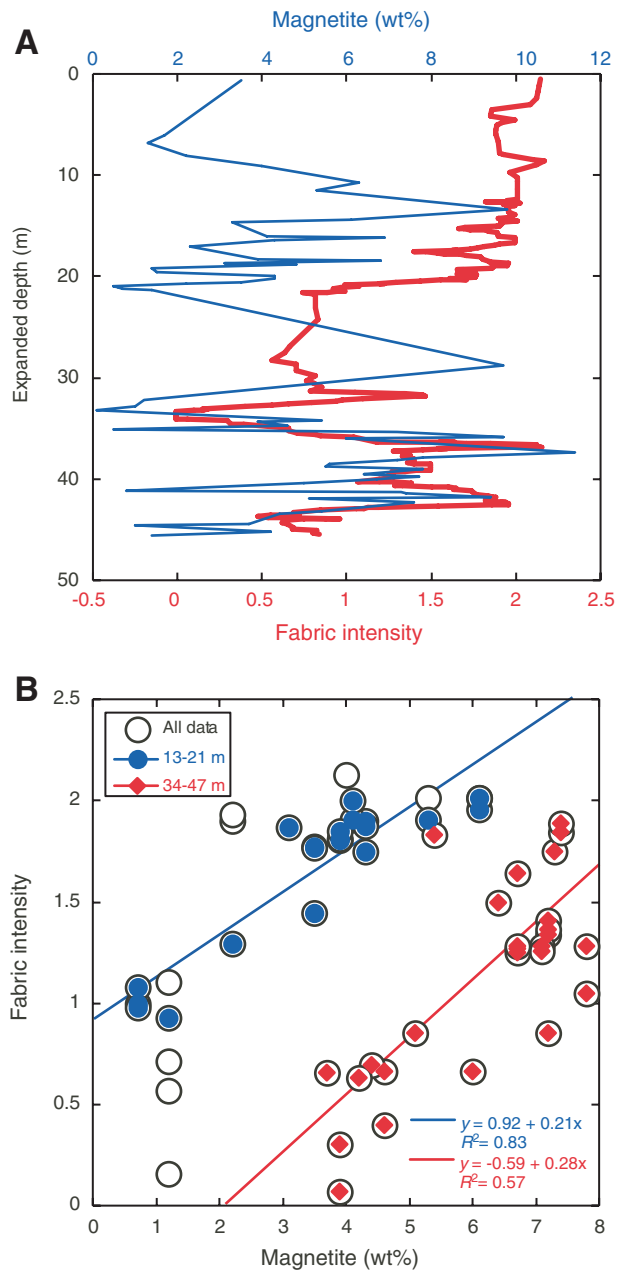 A
Magnetite (wt%)
0 2 4 6 8 10 12
0
10
20
30
40
50
Expanded depth (m)
-0.5 0 0.5 1 1.5 2 2.5
Fabric intensity
B
2.5
2
1.5
1
0.5
0
Fabric intensity
All data
13-21 m
34-47 m
y = 0.92 + 0.21x
R²= 0.83
y = -0.59 + 0.28x
R²= 0.57
0 1 2 3 4 5 6 7 8
Magnetite (wt%)